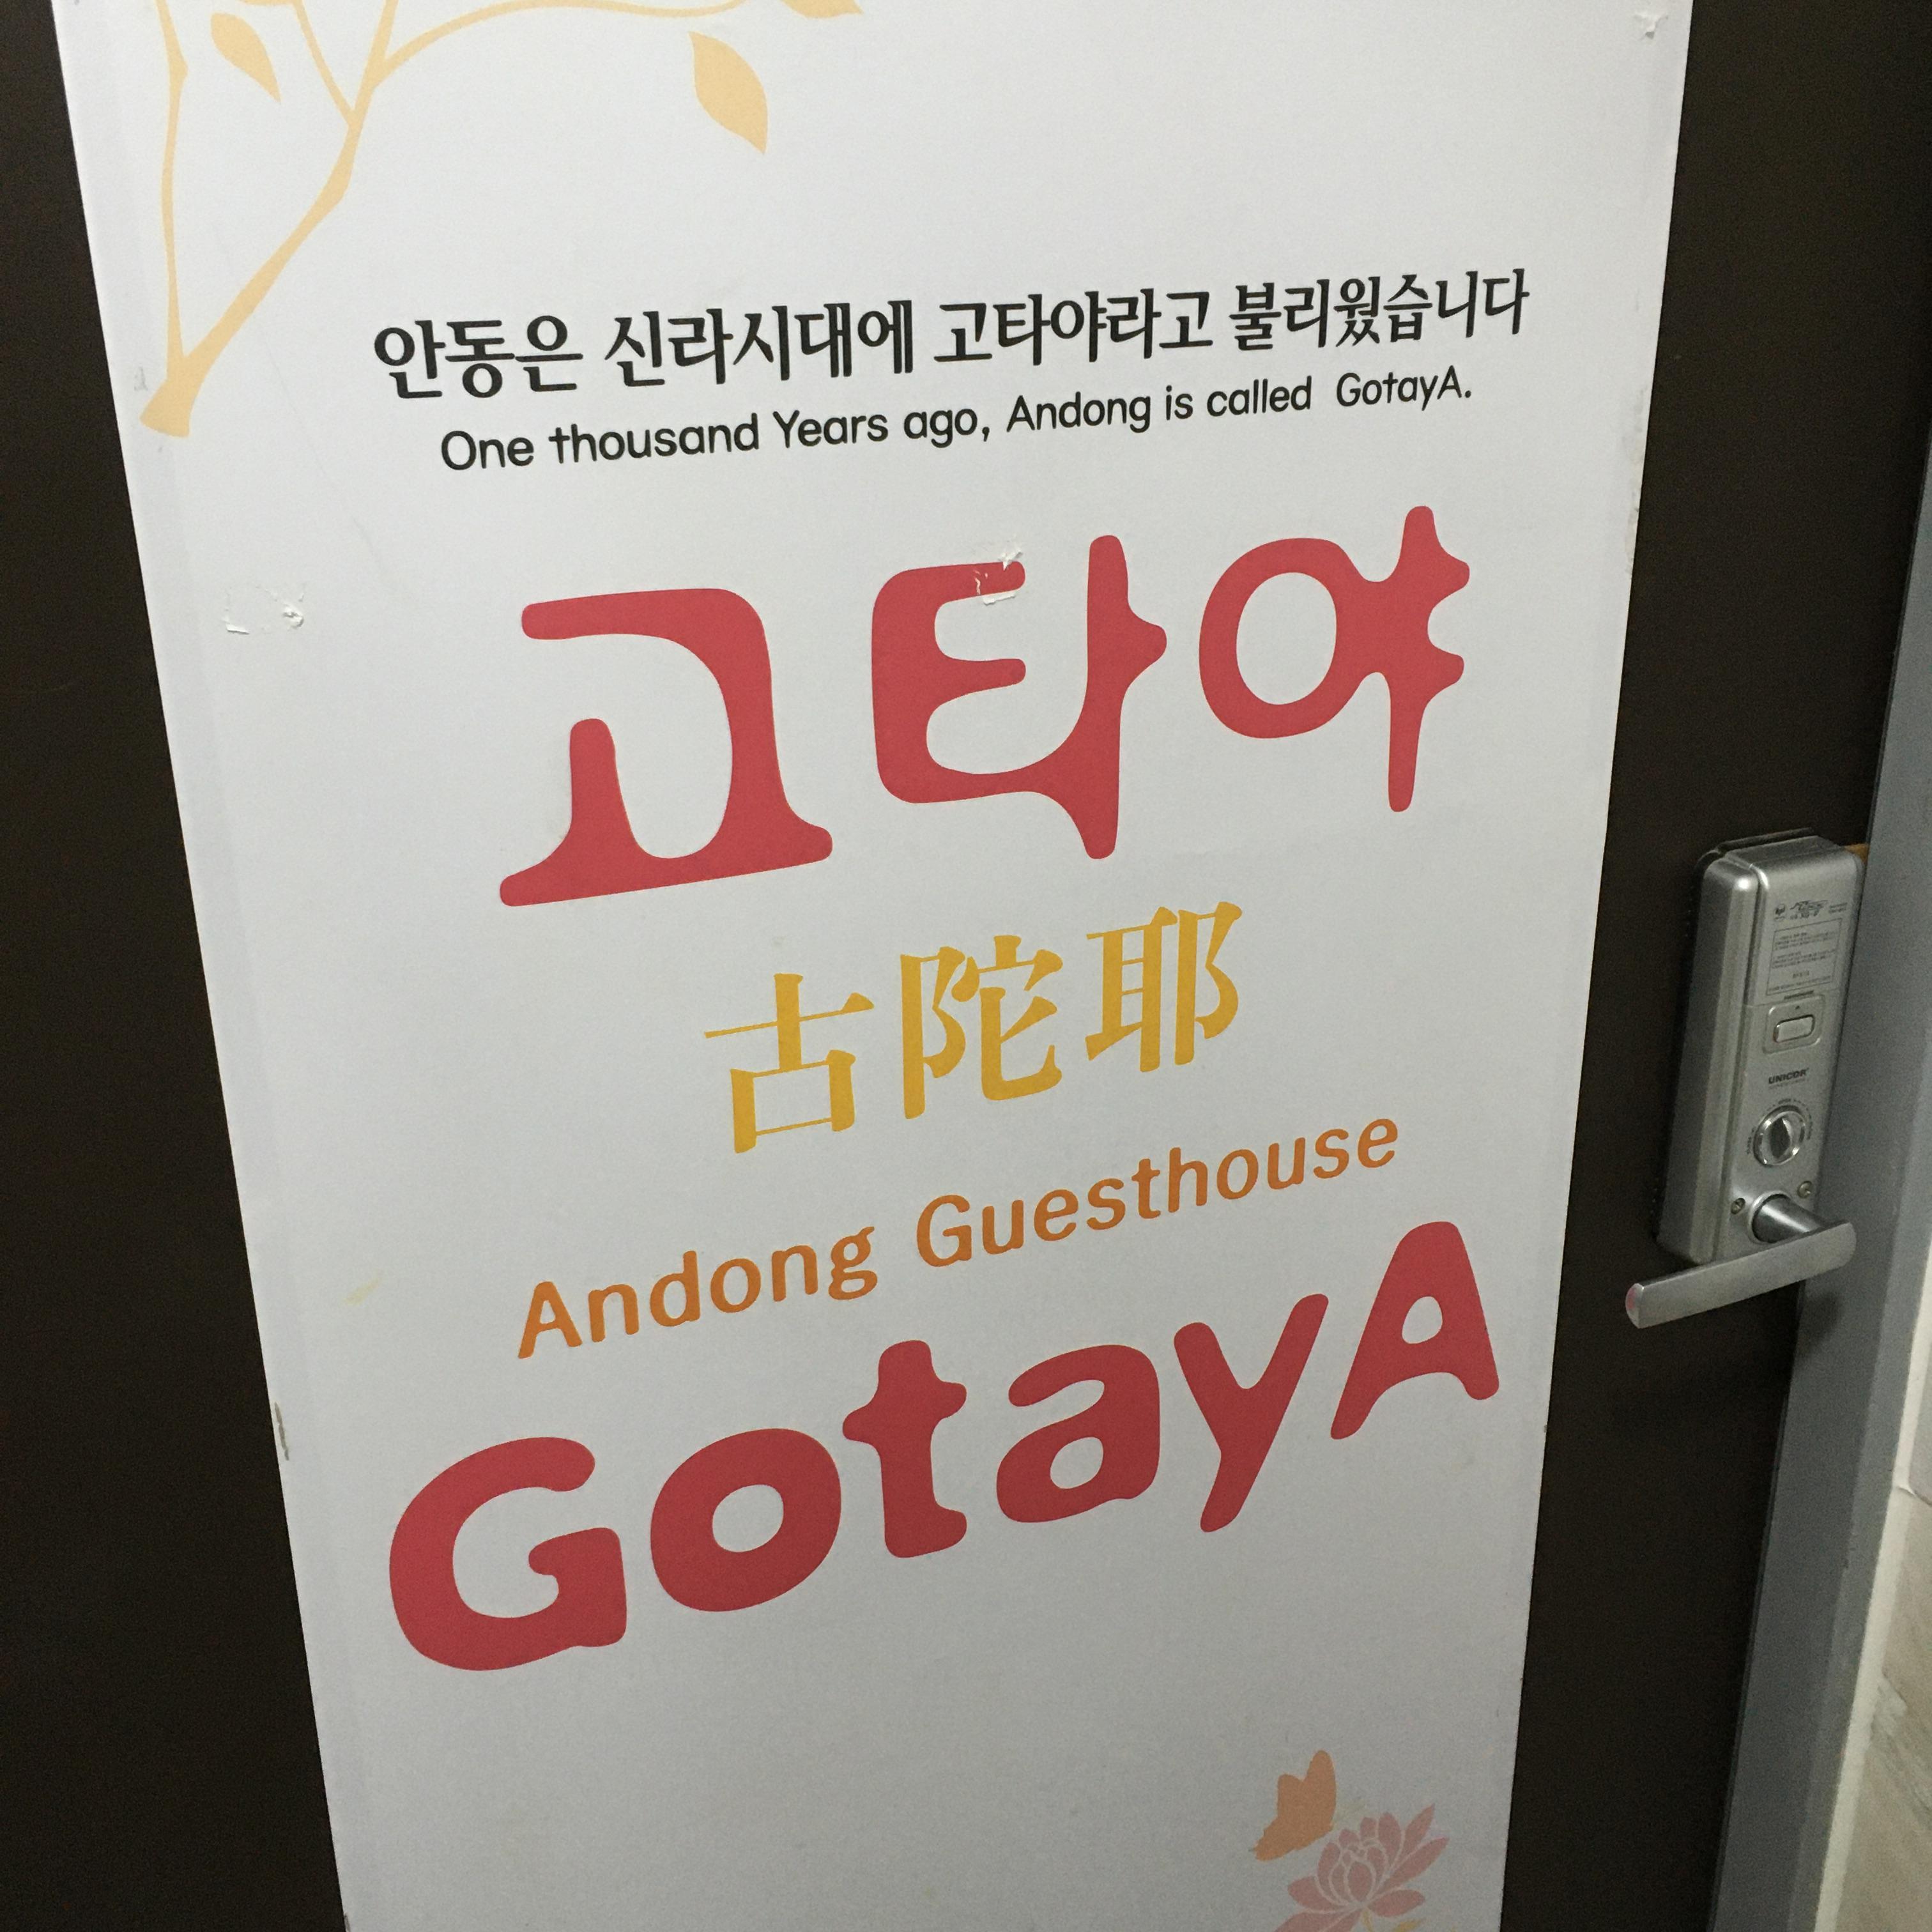 안동은 신라시대에 고타야라고 불리웠습니다
One thousand Years ago, Andong is called GotayA.
고타야
古陀耶
Andong Guesthouse
GotayA
UNICOR